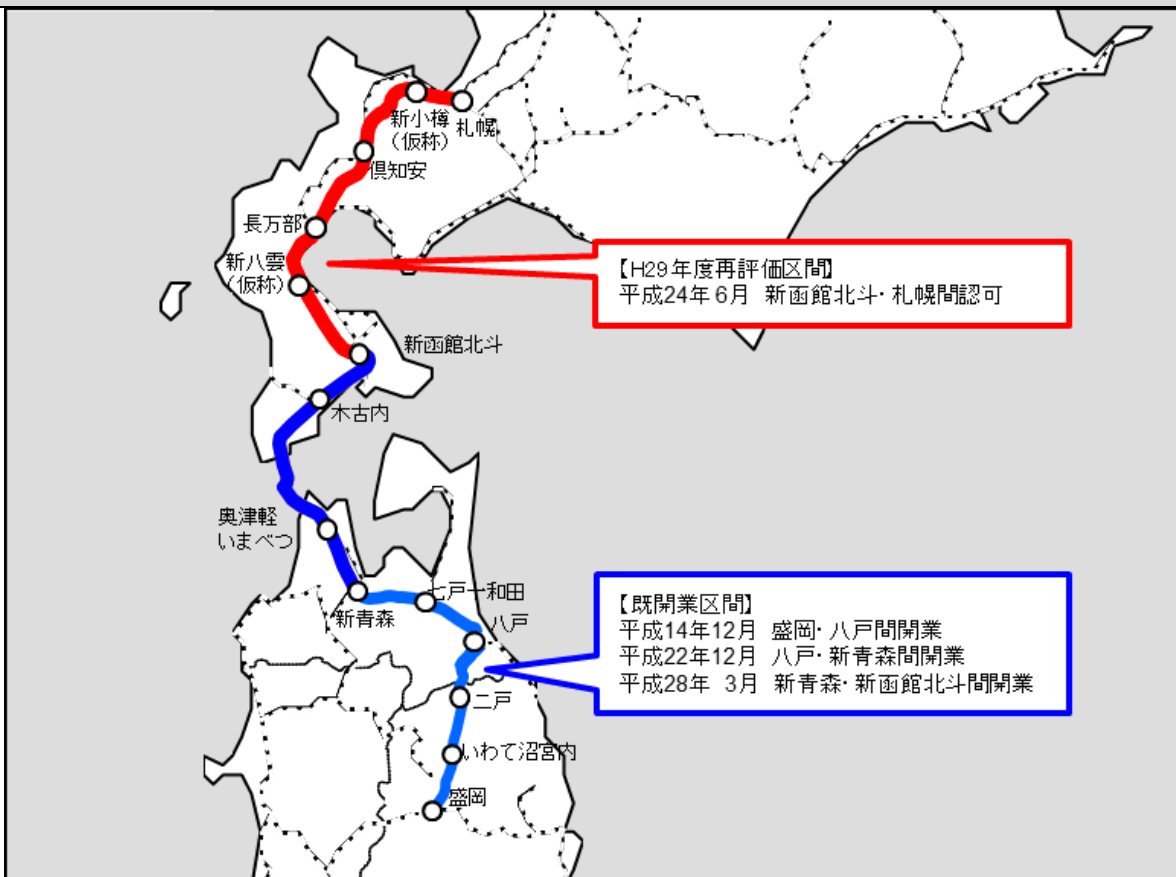 新小樽
(仮称)
札幌
倶知安
長万部
新八雲
(仮称)
【H29年度再評価区間】
平成24年6月 新函館北斗・札幌間認可
新函館北斗
木古内
奥津軽
いまべつ
新青森
七戸十和田
八戸
【既開業区間】
平成14年12月 盛岡・八戸間開業
平成22年12月 八戸・新青森間開業
平成28年 3月 新青森・新函館北斗間開業
二戸
いわて沼宮内
盛岡